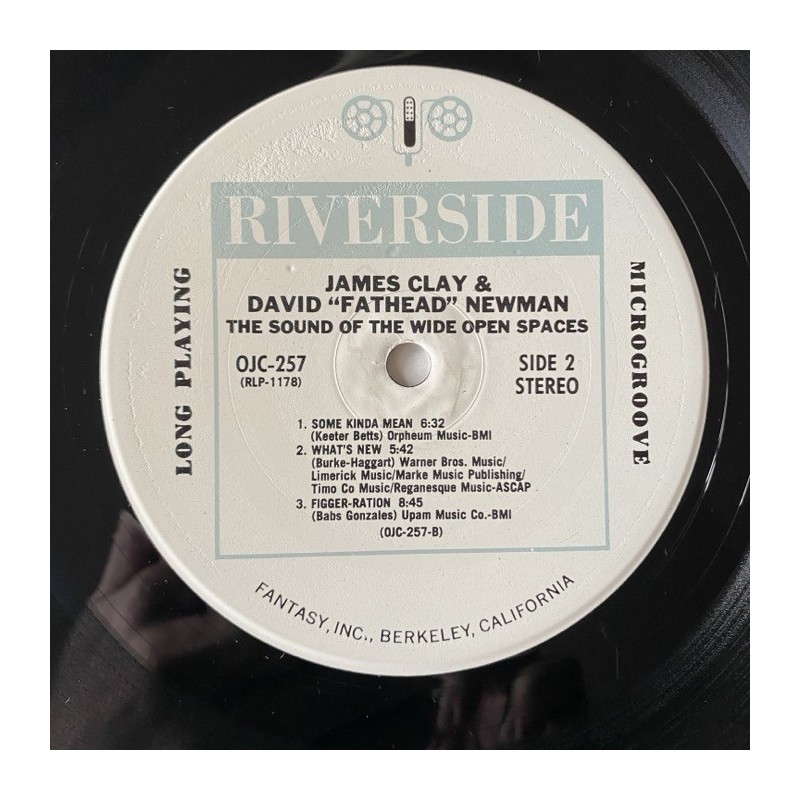 RIVERSIDE
JAMES CLAY &
DAVID "FATHEAD" NEWMAN
THE SOUND OF THE WIDE OPEN SPACES
LONG PLAYING
MICROGROOVE
OJC-257
(RLP-1178)
SIDE 2
STEREO
1. SOME KINDA MEAN 6:32
(Keeter Betts) Orpheum Music-BMI
2. WHAT'S NEW 5:42
(Burke-Haggart) Warner Bros. Music/
Limerick Music/Marke Music Publishing/
Timo Co Music/Reganesque Music-ASCAP
3. FIGGER-RATION 8:45
(Babs Gonzales) Upam Music Co.-BMI
(OJC-257-B)
FANTASY, INC., BERKELEY, CALIFORNIA